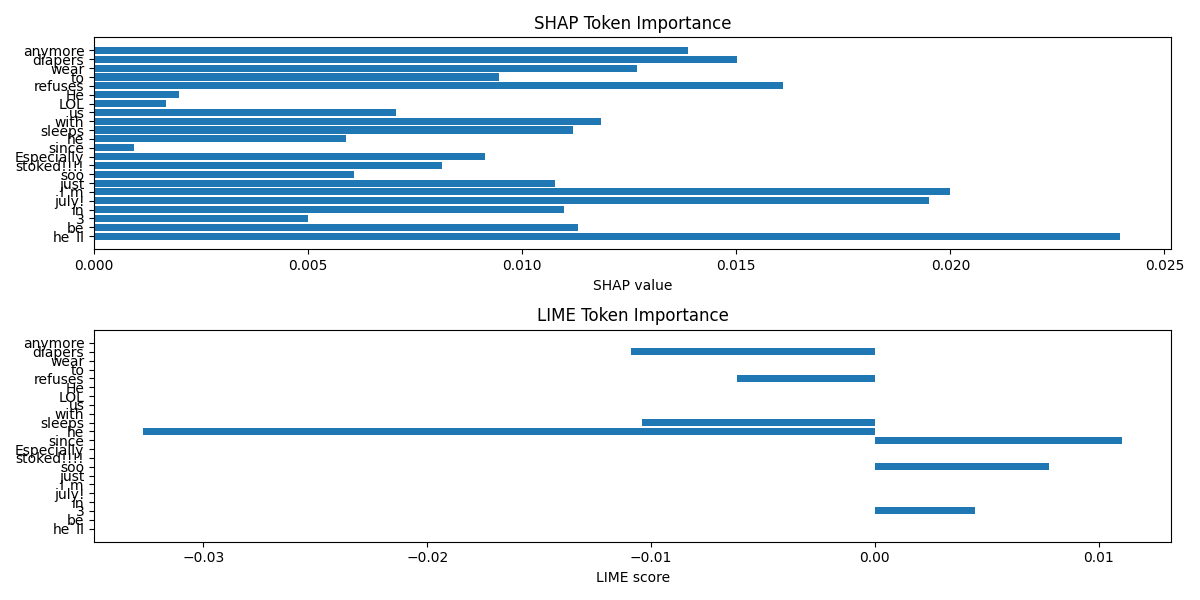 SHAP Token Importance
anymore
diapers
wear
to
refuses
He
LOL
us
with
sleeps
he
since
Especially
stoked!!!!
soo
just
I`m
july!
in
3
be
he`ll
0.000 0.005 0.010 0.015 0.020 0.025
SHAP value
LIME Token Importance
anymore
diapers
wear
to
refuses
He
LOL
us
with
sleeps
he
since
Especially
stoked!!!!
soo
just
I`m
july!
in
3
be
he`ll
−0.03 −0.02 −0.01 0.00 0.01
LIME score